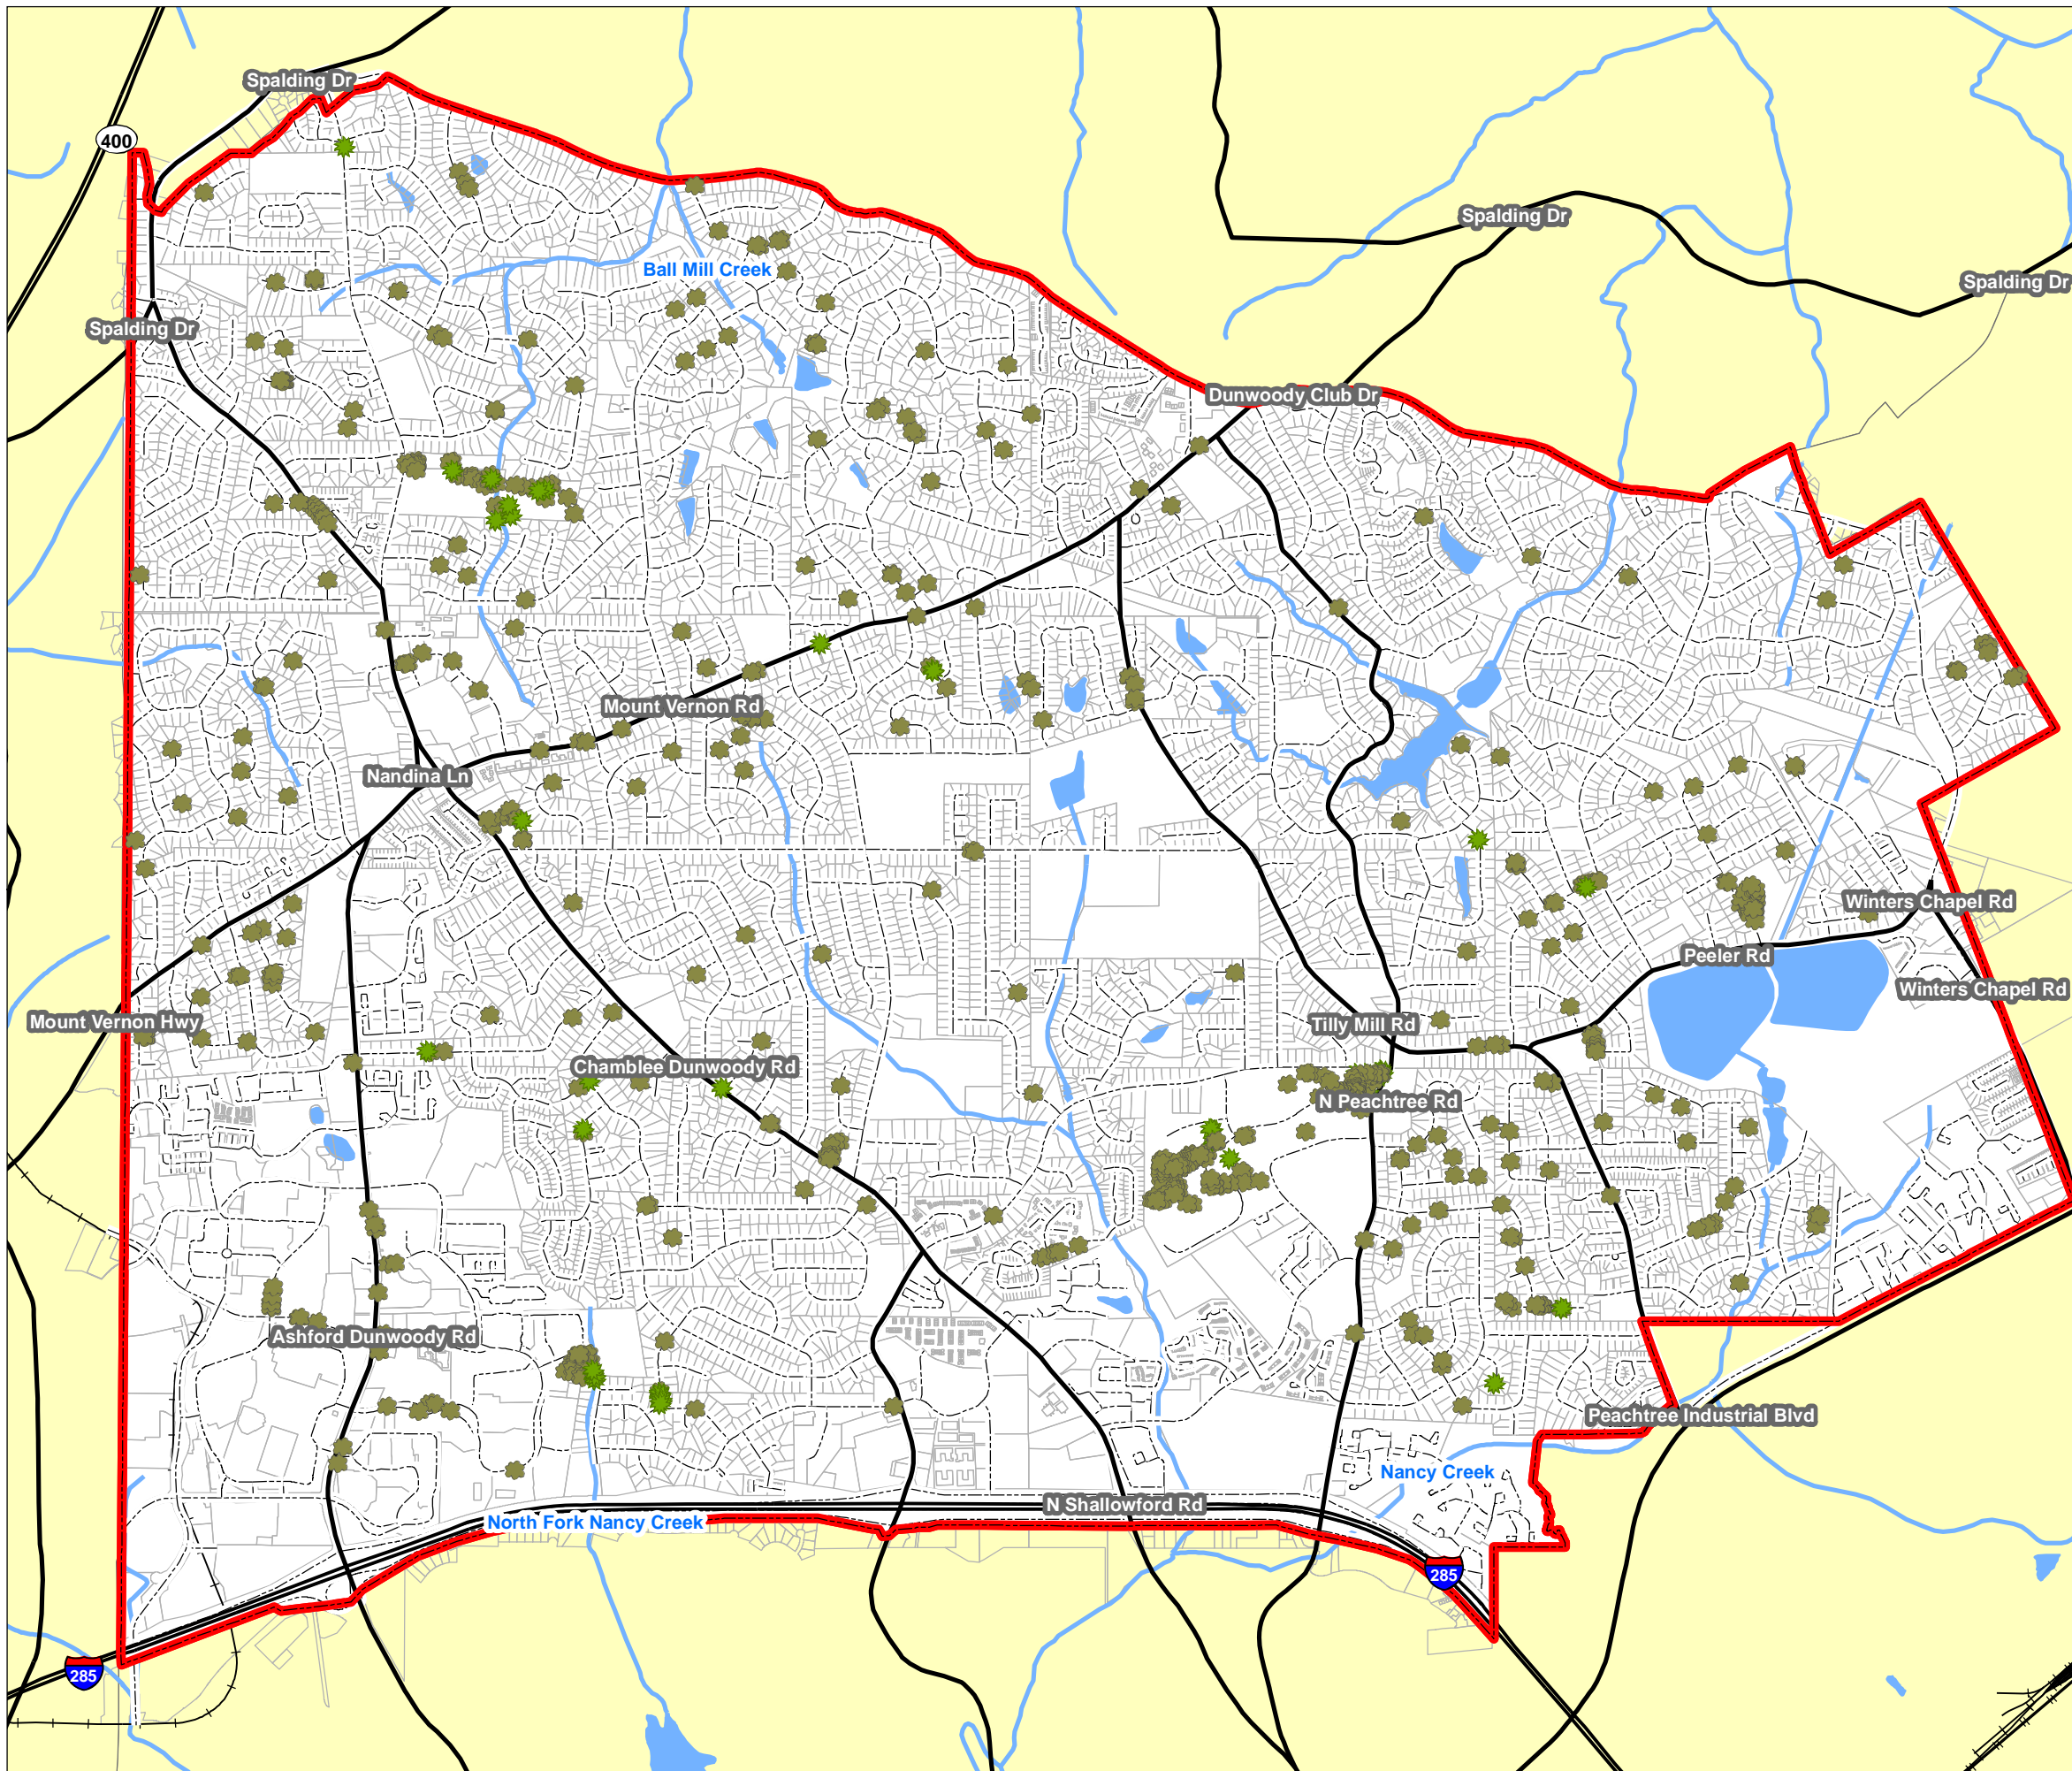 Spalding Dr
400
Spalding Dr
Ball Mill Creek
Spalding Dr
Spalding Dr
Dunwoody Club Dr
Mount Vernon Rd
Nandina Ln
Winters Chapel Rd
Peeler Rd
Winters Chapel Rd
Mount Vernon Hwy
Tilly Mill Rd
Chamblee Dunwoody Rd
N Peachtree Rd
Ashford Dunwoody Rd
Peachtree Industrial Blvd
Nancy Creek
N Shallowford Rd
North Fork Nancy Creek
285
285